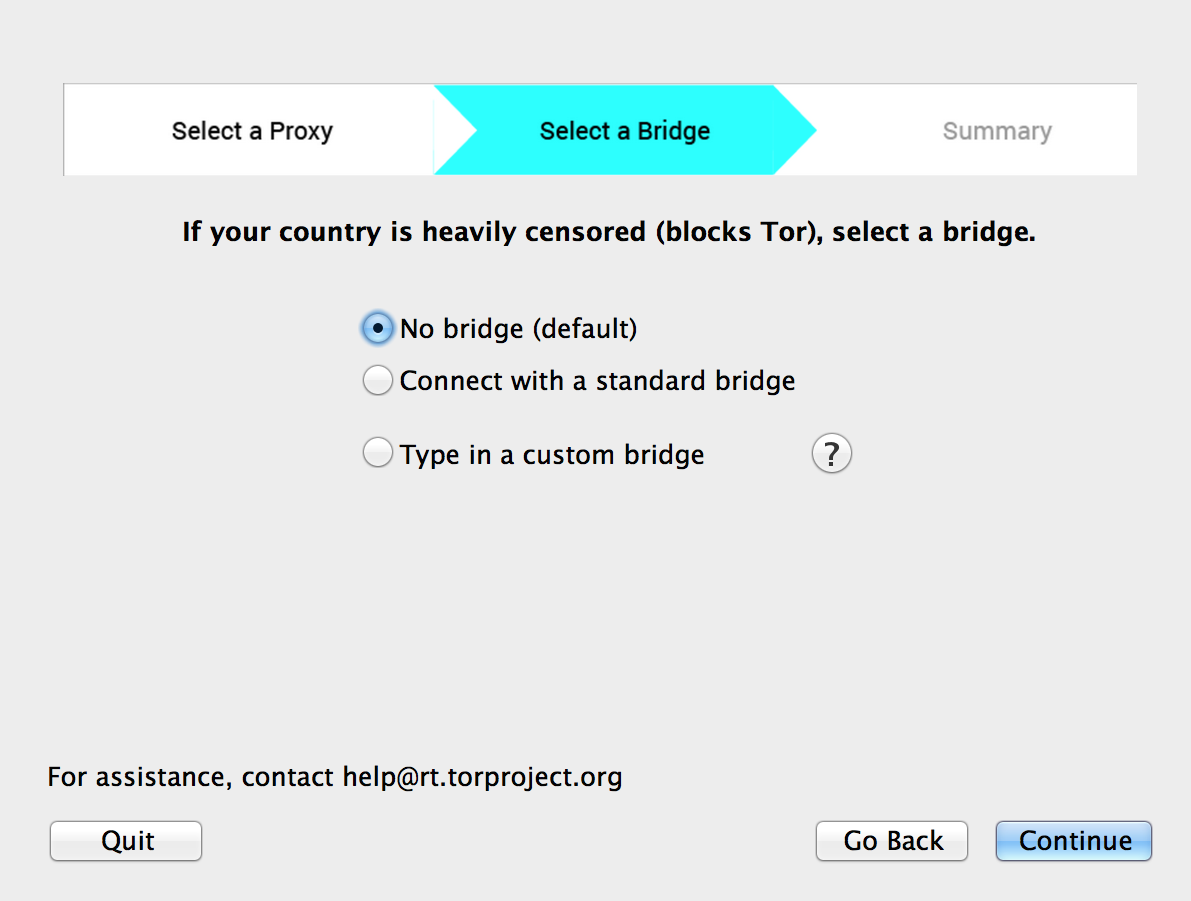 Select a Proxy
Select a Bridge
Summary
If your country is heavily censored (blocks Tor), select a bridge.
No bridge (default)
Connect with a standard bridge
Type in a custom bridge
?
For assistance, contact help@rt.torproject.org
Quit
Go Back
Continue